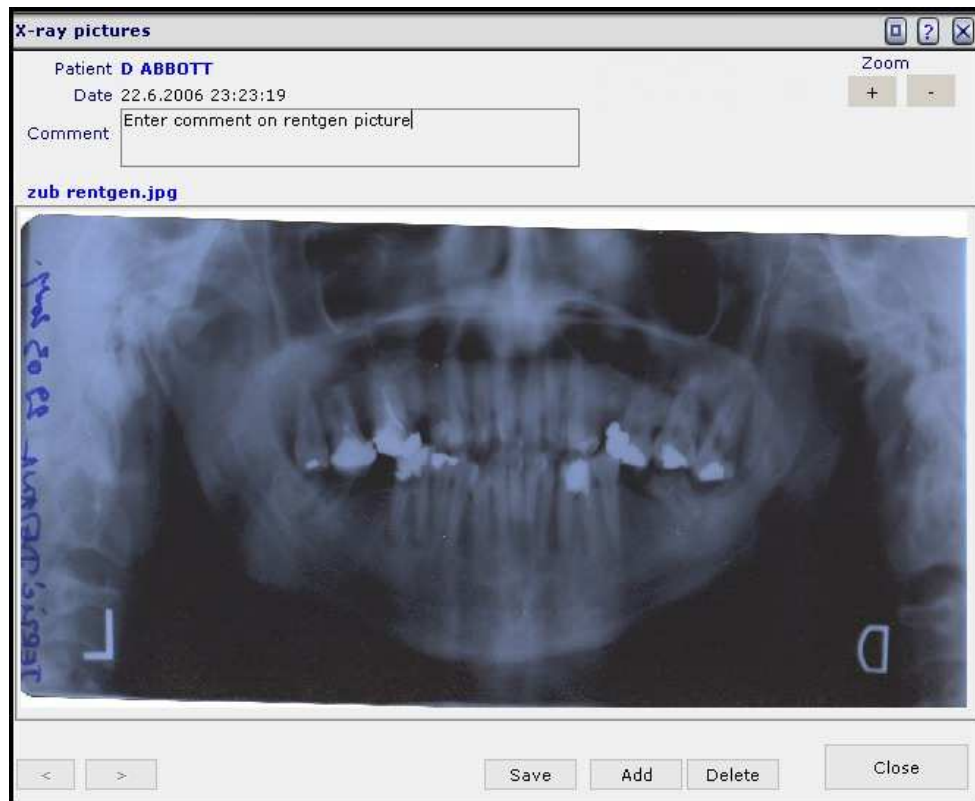 X-ray pictures
Patient D ABBOTT
Zoom
Date 22.6.2006 23:23:19
+ -
Comment Enter comment on rentgen picture
zub rentgen.jpg
L D
< > Save Add Delete Close